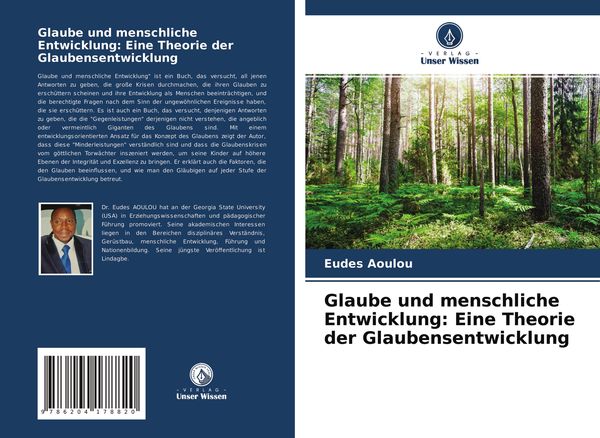 Glaube und menschliche
Entwicklung: Eine Theorie der
Glaubensentwicklung
Glaube und menschliche Entwicklung" ist ein Buch, das versucht, all jenen
Antworten zu geben, die große Krisen durchmachen, die ihren Glauben zu
erschüttern scheinen und ihre Entwicklung als Menschen beeinträchtigen, und
die berechtigte Fragen nach dem Sinn der ungewöhnlichen Ereignisse haben,
die sie erschüttern. Es ist auch ein Buch, das versucht, denjenigen Antworten
zu geben, die die "Gegenleistungen" derjenigen nicht verstehen, die angeblich
oder vermeintlich Giganten des Glaubens sind. Mit einem
entwicklungsorientierten Ansatz für das Konzept des Glaubens zeigt der Autor,
dass diese "Minderleistungen" verständlich sind und dass die Glaubenskrisen
vom göttlichen Torwächter inszeniert werden, um seine Kinder auf höhere
Ebenen der Integrität und Exzellenz zu bringen. Er erklärt auch die Faktoren, die
den Glauben beeinflussen, und wie man den Gläubigen auf jeder Stufe der
Glaubensentwicklung betreut.
Dr. Eudes AOULOU hat an der Georgia State University
(USA) in Erziehungswissenschaften und pädagogischer
Führung promoviert. Seine akademischen Interessen
liegen in den Bereichen disziplinäres Verständnis,
Gerüstbau, menschliche Entwicklung, Führung und
Nationenbildung. Seine jüngste Veröffentlichung ist
Lindagbe.
9 786204 178820
VERLAG
Unser Wissen
VERLAG
Unser Wissen
Eudes Aoulou
Glaube und menschliche
Entwicklung: Eine Theorie
der Glaubensentwicklung